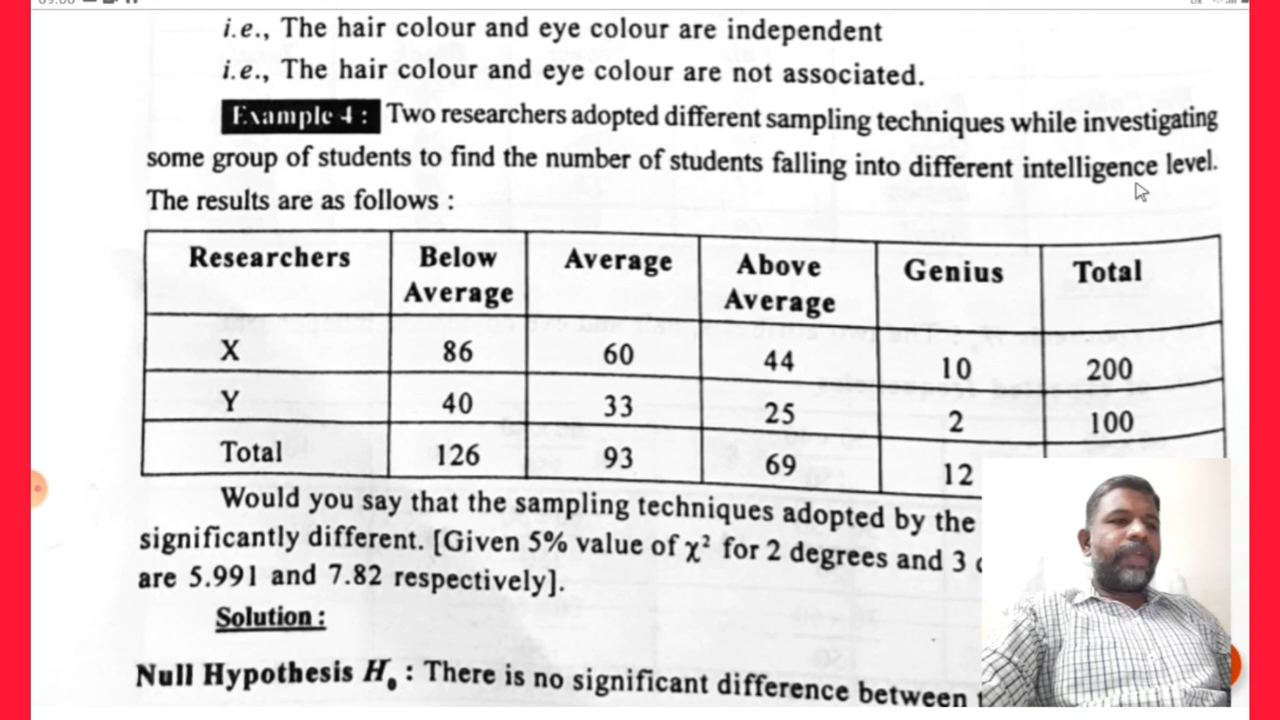 i.e., The hair colour and eye colour are independent
i.e., The hair colour and eye colour are not associated.
Example 4 : Two researchers adopted different sampling techniques while investigating
some group of students to find the number of students falling into different intelligence level.
The results are as follows :
Researchers Below Average Average Above Average Genius Total
X 86 60 44 10 200
Y 40 33 25 2 100
Total 126 93 69 12
Would you say that the sampling techniques adopted by the
significantly different. [Given 5% value of χ² for 2 degrees and 3
are 5.991 and 7.82 respectively].
Solution :
Null Hypothesis H₀ : There is no significant difference between